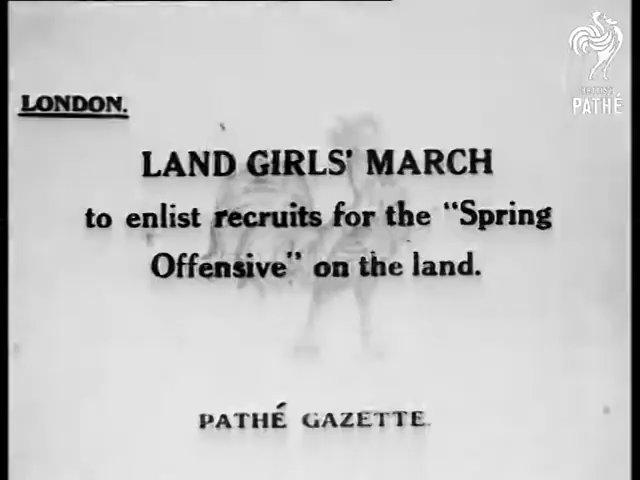 LONDON.
LAND GIRLS' MARCH
to enlist recruits for the "Spring
Offensive" on the land.
PATHÉ GAZETTE.
PATHÉ